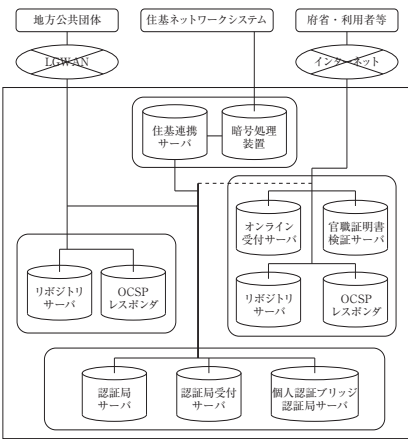 地方公共団体
住基ネットワークシステム
府省・利用者等
LGWAN
インターネット
住基連携
サーバ
暗号処理
装置
オンライン
受付サーバ
官職証明書
検証サーバ
リポジトリ
サーバ
OCSP
レスポンダ
リポジトリ
サーバ
OCSP
レスポンダ
認証局
サーバ
認証局受付
サーバ
個人認証ブリッジ
認証局サーバ